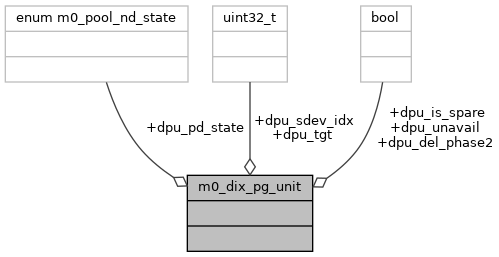 enum m0_pool_nd_state
uint32_t
bool
+dpu_pd_state
+dpu_sdev_idx
+dpu_tgt
+dpu_is_spare
+dpu_unavail
+dpu_del_phase2
m0_dix_pg_unit